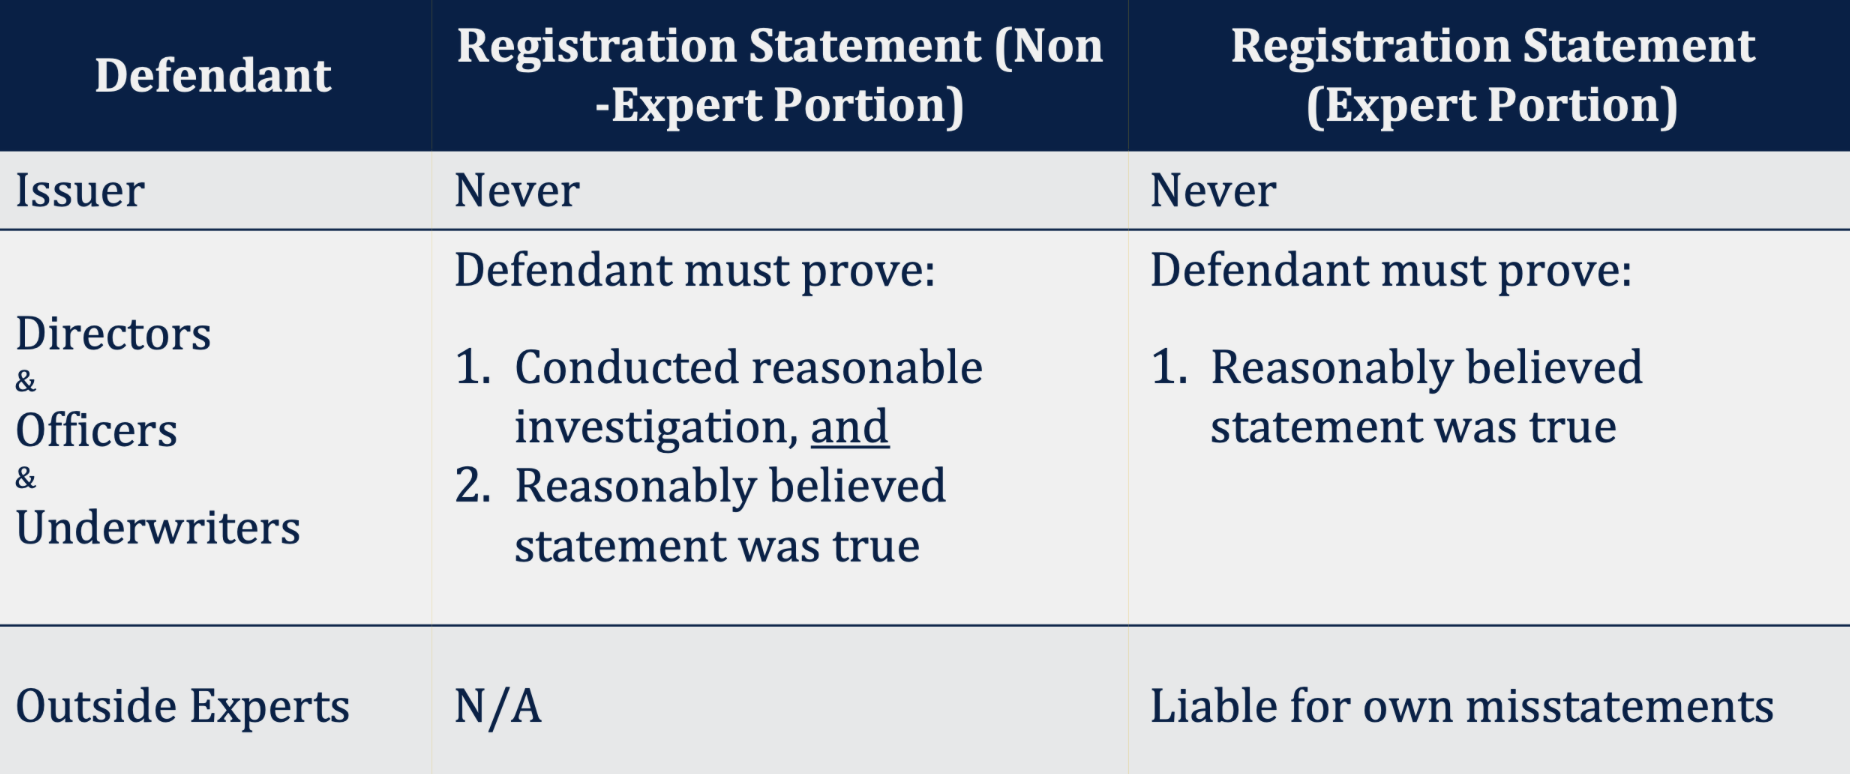 Defendant
Registration Statement (Non
-Expert Portion)
Registration Statement
(Expert Portion)
Issuer
Never
Never
Directors
&
Officers
&
Underwriters
Defendant must prove:
1. Conducted reasonable
investigation, and
2. Reasonably believed
statement was true
Defendant must prove:
1. Reasonably believed
statement was true
Outside Experts
N/A
Liable for own misstatements